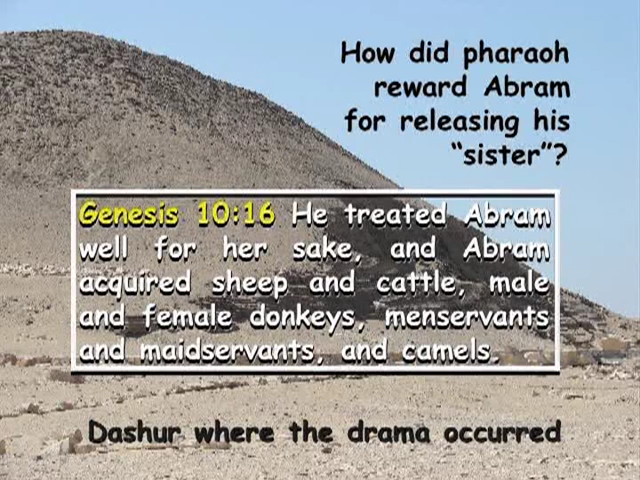 How did pharaoh
reward Abram
for releasing his
“sister”?
Genesis 10:16 He treated Abram
well for her sake, and Abram
acquired sheep and cattle, male
and female donkeys, menservants
and maidservants, and camels.
Dashur where the drama occurred